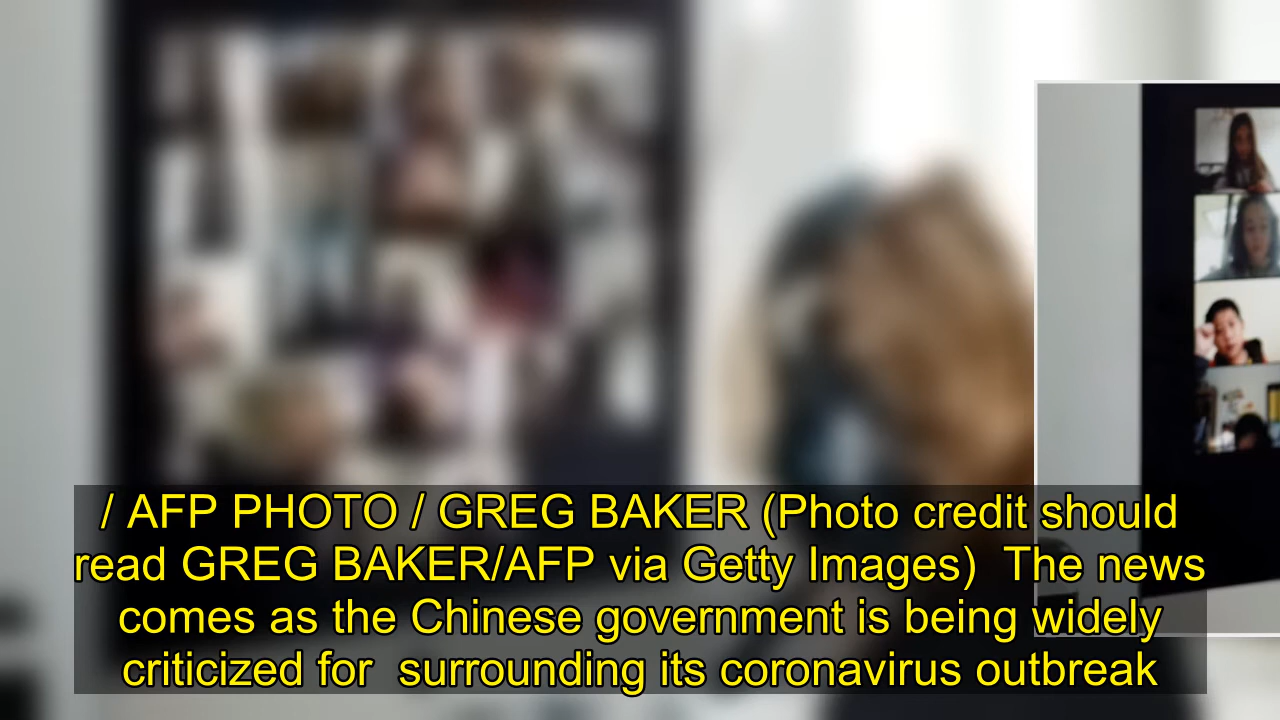 / AFP PHOTO / GREG BAKER (Photo credit should
read GREG BAKER/AFP via Getty Images)  The news
comes as the Chinese government is being widely
criticized for  surrounding its coronavirus outbreak